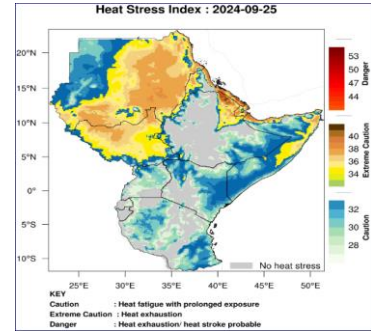 Heat Stress Index : 2024-09-25
20°N
15°N
10°N
5°N
0°
5°S
10°S
25°E 30°E 35°E 40°E 45°E 50°E
53
50
47
44
Danger
40
38
36
34
Extreme Caution
32
30
28
Caution
No heat stress
KEY
Caution : Heat fatigue with prolonged exposure
Extreme Caution : Heat exhaustion
Danger : Heat exhaustion/ heat stroke probable